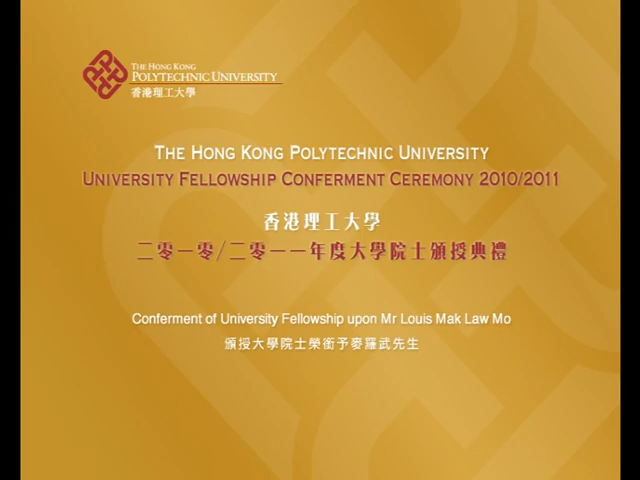 THE HONG KONG
POLYTECHNIC UNIVERSITY
香港理工大學
THE HONG KONG POLYTECHNIC UNIVERSITY
UNIVERSITY FELLOWSHIP CONFERMENT CEREMONY 2010/2011
香港理工大學
二零一零/二零一一年度大學院士頒授典禮
Conferment of University Fellowship upon Mr Louis Mak Law Mo
頒授大學院士榮銜予麥羅武先生